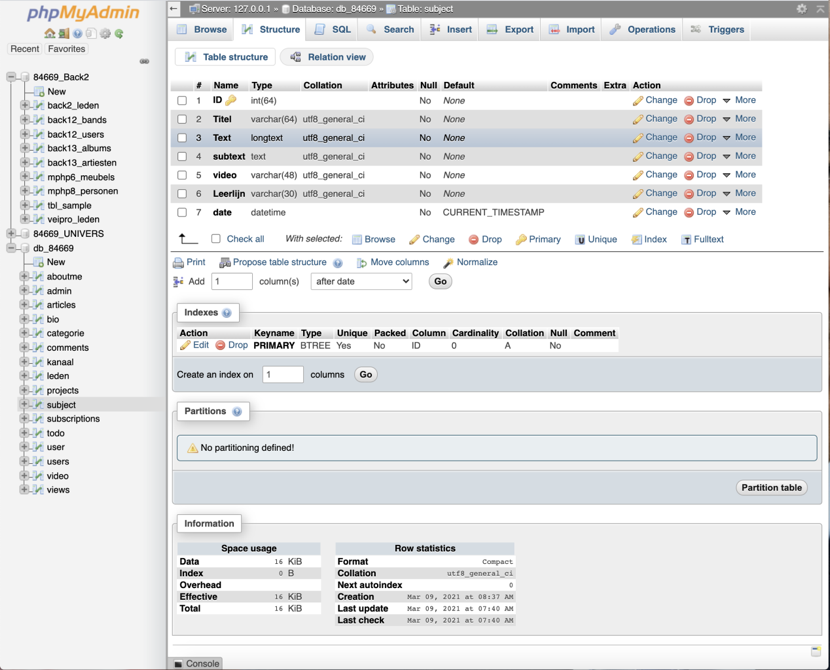 phpMyAdmin
Recent Favorites
84669_Back2
New
back2_leden
back12_bands
back12_users
back13_albums
back13_artiesten
mphp6_meubels
mphp8_personen
tbl_sample
veipro_leden
84669_UNIVERS
db_84669
New
aboutme
admin
articles
bio
categorie
comments
kanaal
leden
projects
subject
subscriptions
todo
user
users
video
views
Server: 127.0.0.1 » Database: db_84669 » Table: subject
Browse Structure SQL Search Insert Export Import Operations Triggers
Table structure Relation view
# Name Type Collation Attributes Null Default Comments Extra Action
1 ID int(64) No None Change Drop More
2 Titel varchar(64) utf8_general_ci No None Change Drop More
3 Text longtext utf8_general_ci No None Change Drop More
4 subtext text utf8_general_ci No None Change Drop More
5 video varchar(48) utf8_general_ci No None Change Drop More
6 Leerlijn varchar(30) utf8_general_ci No None Change Drop More
7 date datetime No CURRENT_TIMESTAMP Change Drop More
Check all With selected: Browse Change Drop Primary Unique Index Fulltext
Print Propose table structure Move columns Normalize
Add 1 column(s) after date Go
Indexes
Action Keyname Type Unique Packed Column Cardinality Collation Null Comment
Edit Drop PRIMARY BTREE Yes No ID 0 A No
Create an index on 1 columns Go
Partitions
No partitioning defined!
Partition table
Information
Space usage
Data 16 KiB
Index 0 B
Overhead
Effective 16 KiB
Total 16 KiB
Row statistics
Format Compact
Collation utf8_general_ci
Next autoindex 0
Creation Mar 09, 2021 at 08:37 AM
Last update Mar 09, 2021 at 07:40 AM
Last check Mar 09, 2021 at 07:40 AM
Console